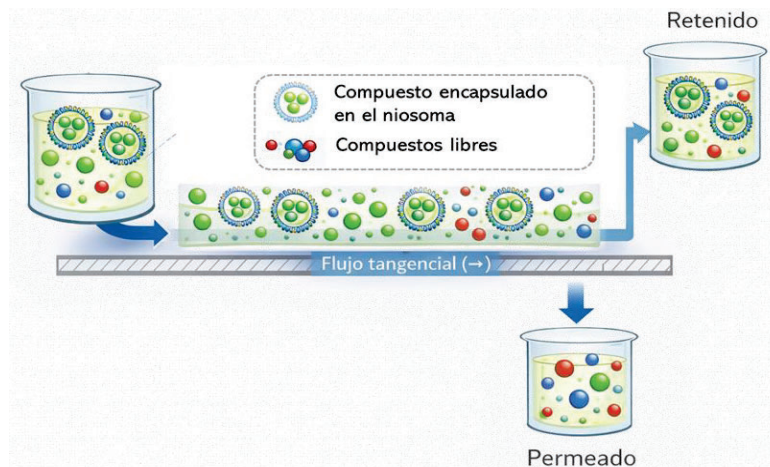 Retenido
Compuesto encapsulado
en el niosoma
Compuestos libres
Flujo tangencial (→)
Permeado